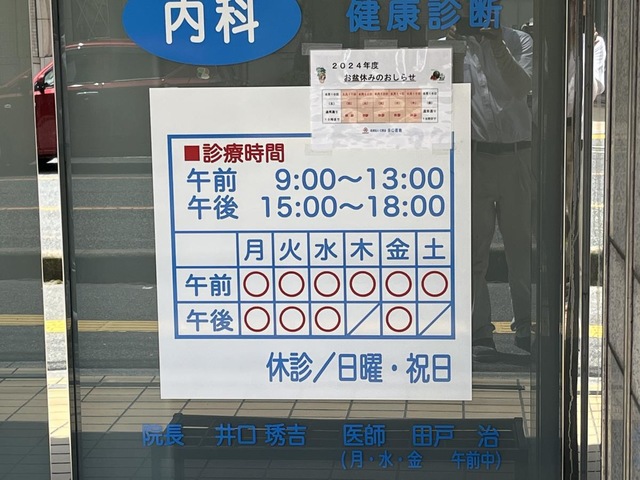 内科
健康診断
2024年度
お盆休みのおしらせ
■診療時間
午前 9:00～13:00
午後 15:00～18:00
月 火 水 木 金 土
午前 ○ ○ ○ ○ ○ ○
午後 ○ ○ ○ ／ ○ ／
休診／日曜・祝日
院長 井口 琇吉 医師 田戸 治
(月・水・金 午前中)